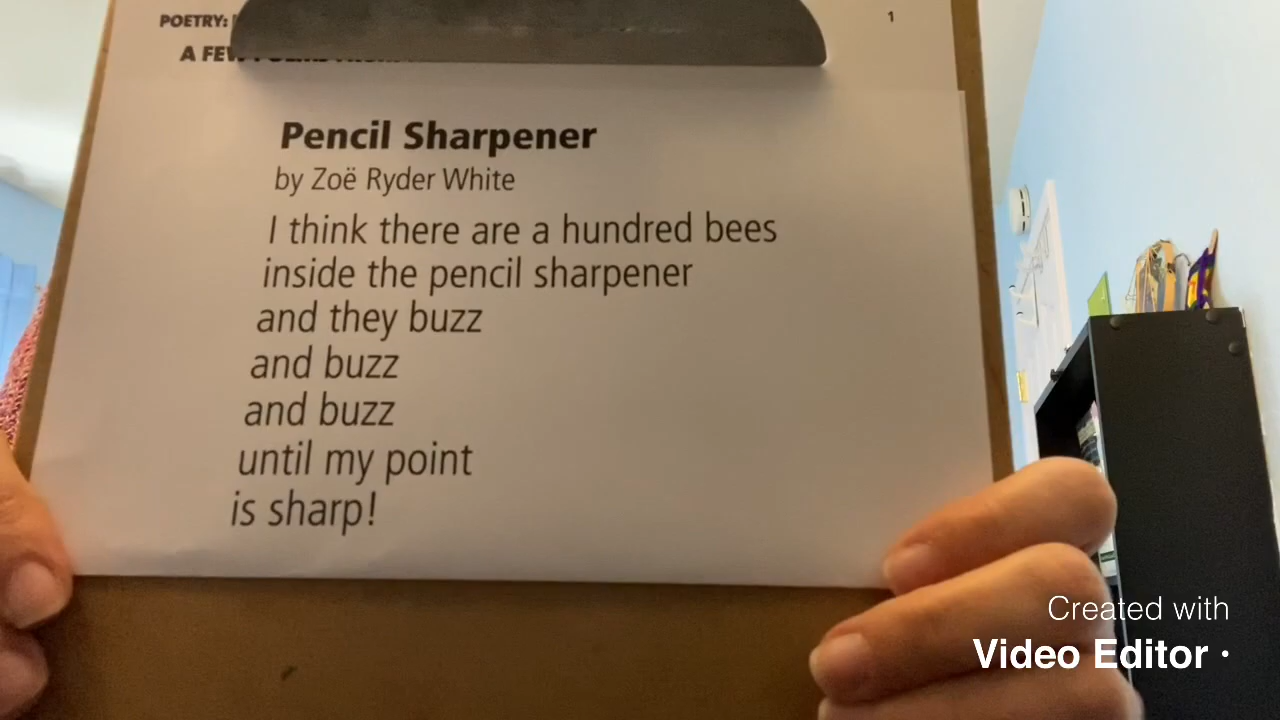 POETRY:
1
A FEW
Pencil Sharpener
by Zoë Ryder White
I think there are a hundred bees
inside the pencil sharpener
and they buzz
and buzz
and buzz
until my point
is sharp!
Created with
Video Editor ·